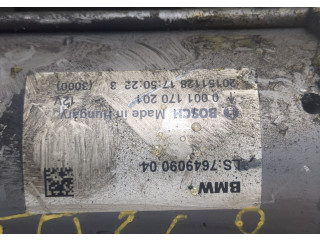 BMW
LS:7649090 04
BOSCH Made in Hungary
0 001 170 201 12V
20151128 17:50:22 3 (3000)